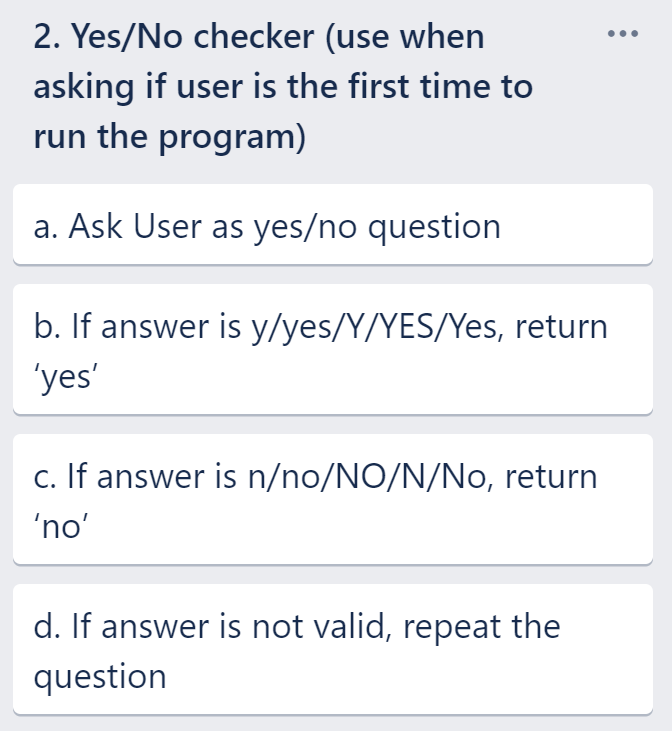 2. Yes/No checker (use when
asking if user is the first time to
run the program)
a. Ask User as yes/no question
b. If answer is y/yes/Y/YES/Yes, return
‘yes’
c. If answer is n/no/NO/N/No, return
‘no’
d. If answer is not valid, repeat the
question